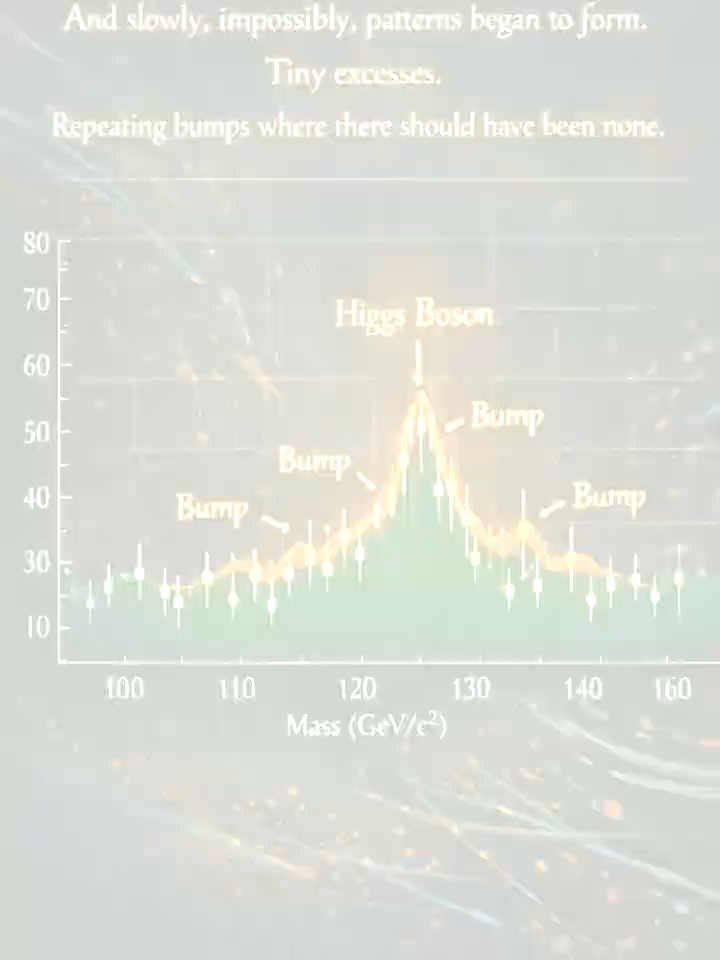 And slowly, impossibly, patterns began to form.
Tiny excesses.
Repeating bumps where there should have been none.
80
70
Higgs Boson
60
Bump
50
Bump
40
Bump
Bump
30
10
100 110 120 130 140 160
Mass (GeV/c²)